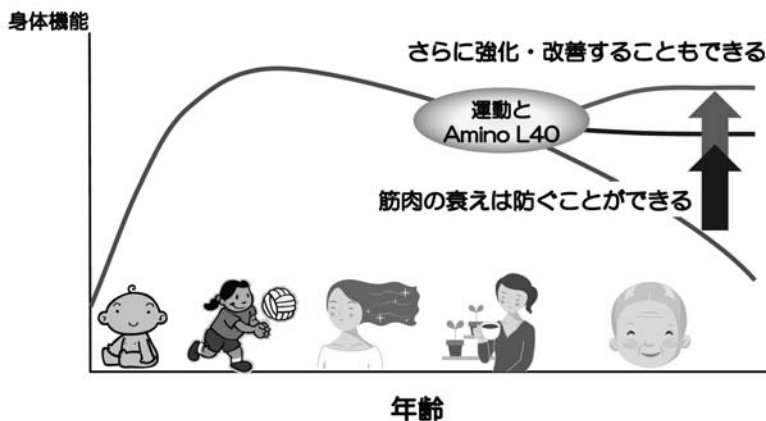 身体機能
さらに強化・改善することもできる
運動と
Amino L40
筋肉の衰えは防ぐことができる
年齢